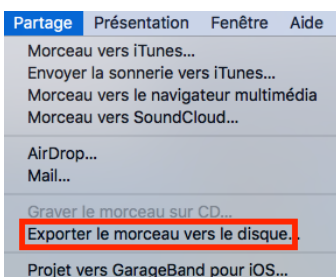 Partage Présentation Fenêtre Aide
Morceau vers iTunes...
Envoyer la sonnerie vers iTunes...
Morceau vers le navigateur multimédia
Morceau vers SoundCloud...
AirDrop...
Mail...
Graver le morceau sur CD...
Exporter le morceau vers le disque...
Projet vers GarageBand pour iOS...